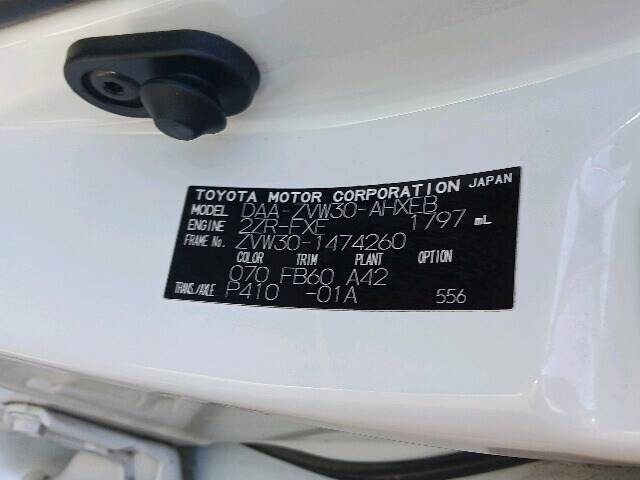 TOYOTA MOTOR CORPORATION JAPAN
MODEL DAA-ZVW30-AHXEB
ENGINE 2ZR-FXE 1797 mL
FRAME No. ZVW30-1474260
COLOR TRIM PLANT OPTION
070 FB60 A42
TRANS./AXLE P410 -01A 556